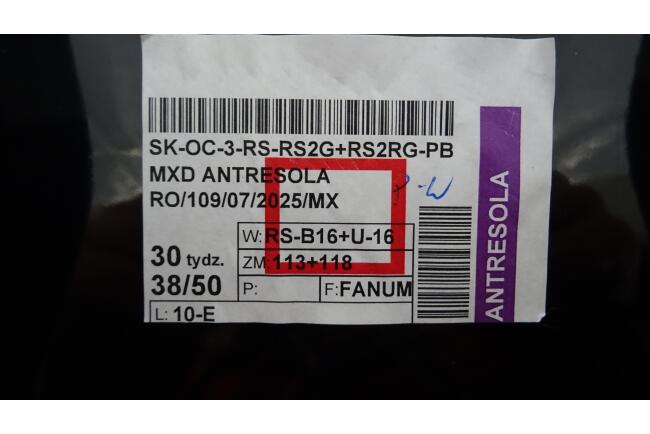 SK-OC-3-RS-RS2G+RS2RG-PB
MXD ANTRESOLA
RO/109/07/2025/MX
W: RS-B16+U-16
30 tydz.
ZM: 113+118
38/50
P: F: FANUM
L: 10-E
ANTRESOLA